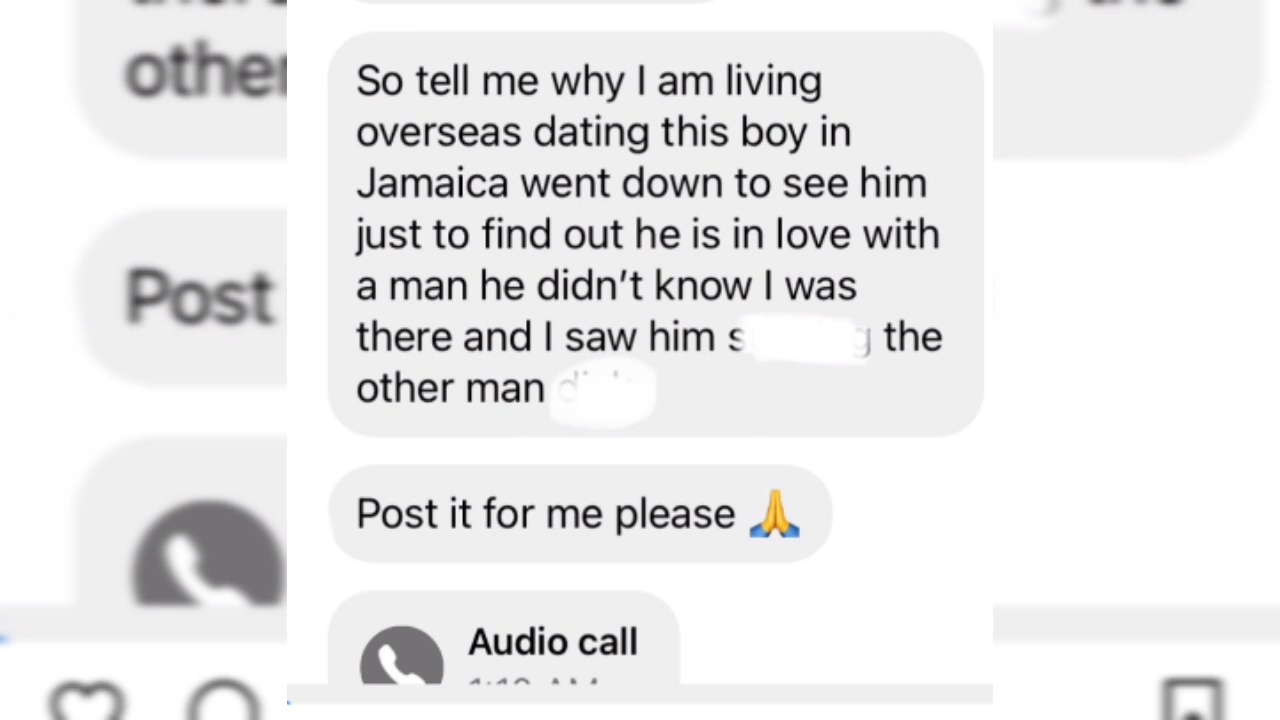 other
Post
So tell me why I am living
overseas dating this boy in
Jamaica went down to see him
just to find out he is in love with
a man he didn't know I was
there and I saw him the
other man
Post it for me please 🙏
Audio call